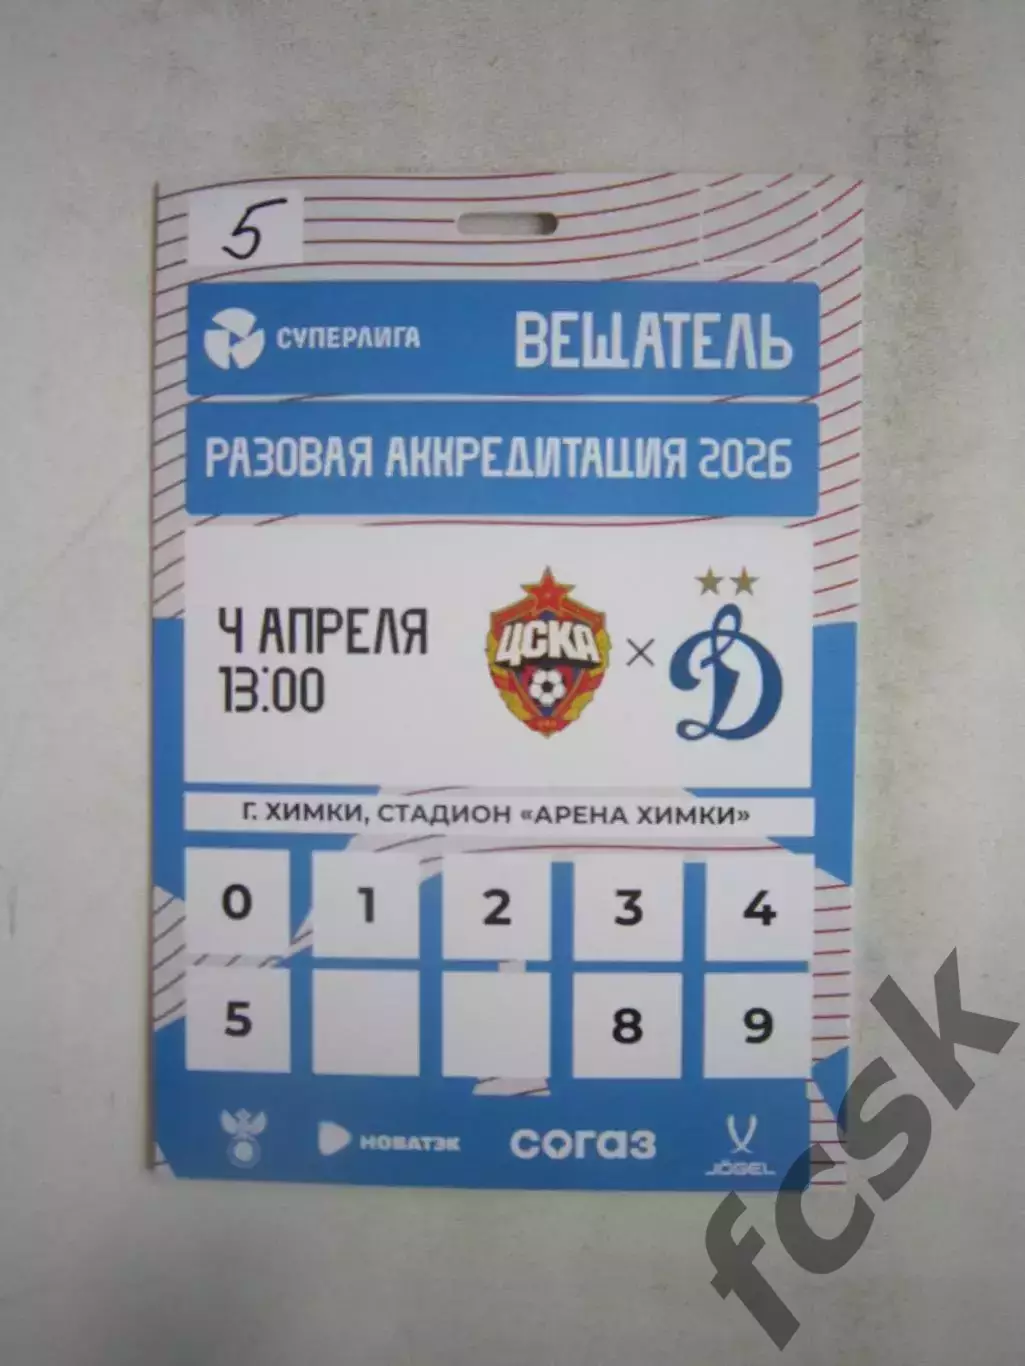 5
СУПЕРЛИГА ВЕЩАТЕЛЬ
РАЗОВАЯ АККРЕДИТАЦИЯ 2026
4 АПРЕЛЯ
13:00
ЦСКА × Д
Г. ХИМКИ, СТАДИОН «АРЕНА ХИМКИ»
0 1 2 3 4
5 8 9
НОВАТЭК СОГАЗ JÖGEL
fcsk